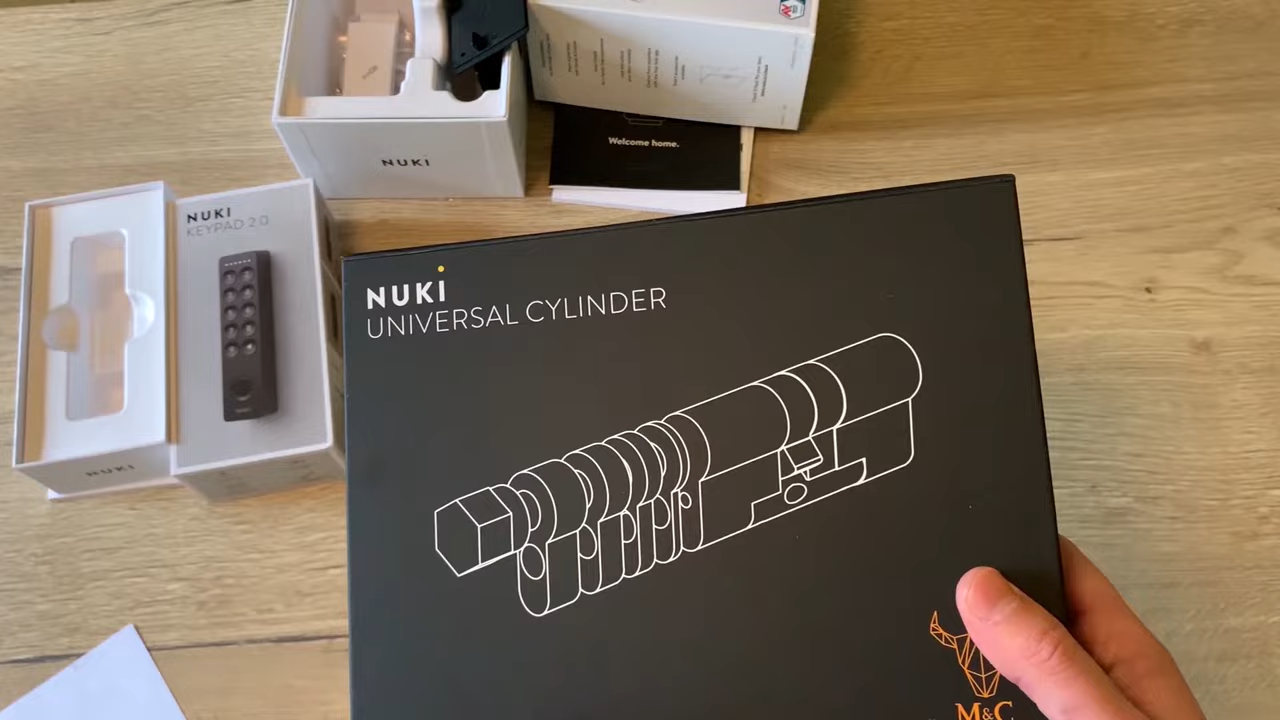 NUKI
Welcome home.
NUKI
KEYPAD 2.0
NUKI
UNIVERSAL CYLINDER
NUKI
M&C